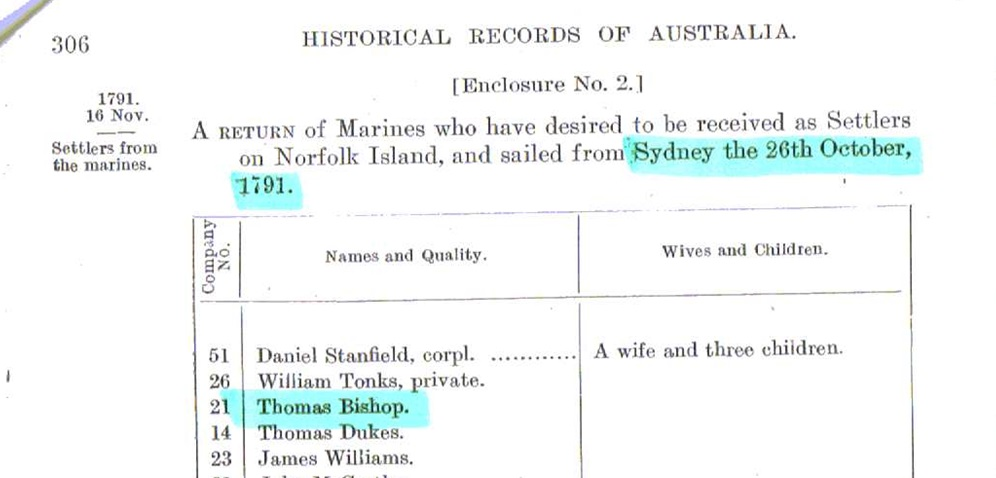 306
HISTORICAL RECORDS OF AUSTRALIA.
[Enclosure No. 2.]
1791.
16 Nov.
Settlers from
the marines.
A RETURN of Marines who have desired to be received as Settlers
on Norfolk Island, and sailed from Sydney the 26th October,
1791.
Company No.
Names and Quality.
Wives and Children.
51 Daniel Stanfield, corpl. ............ A wife and three children.
26 William Tonks, private.
21 Thomas Bishop.
14 Thomas Dukes.
23 James Williams.